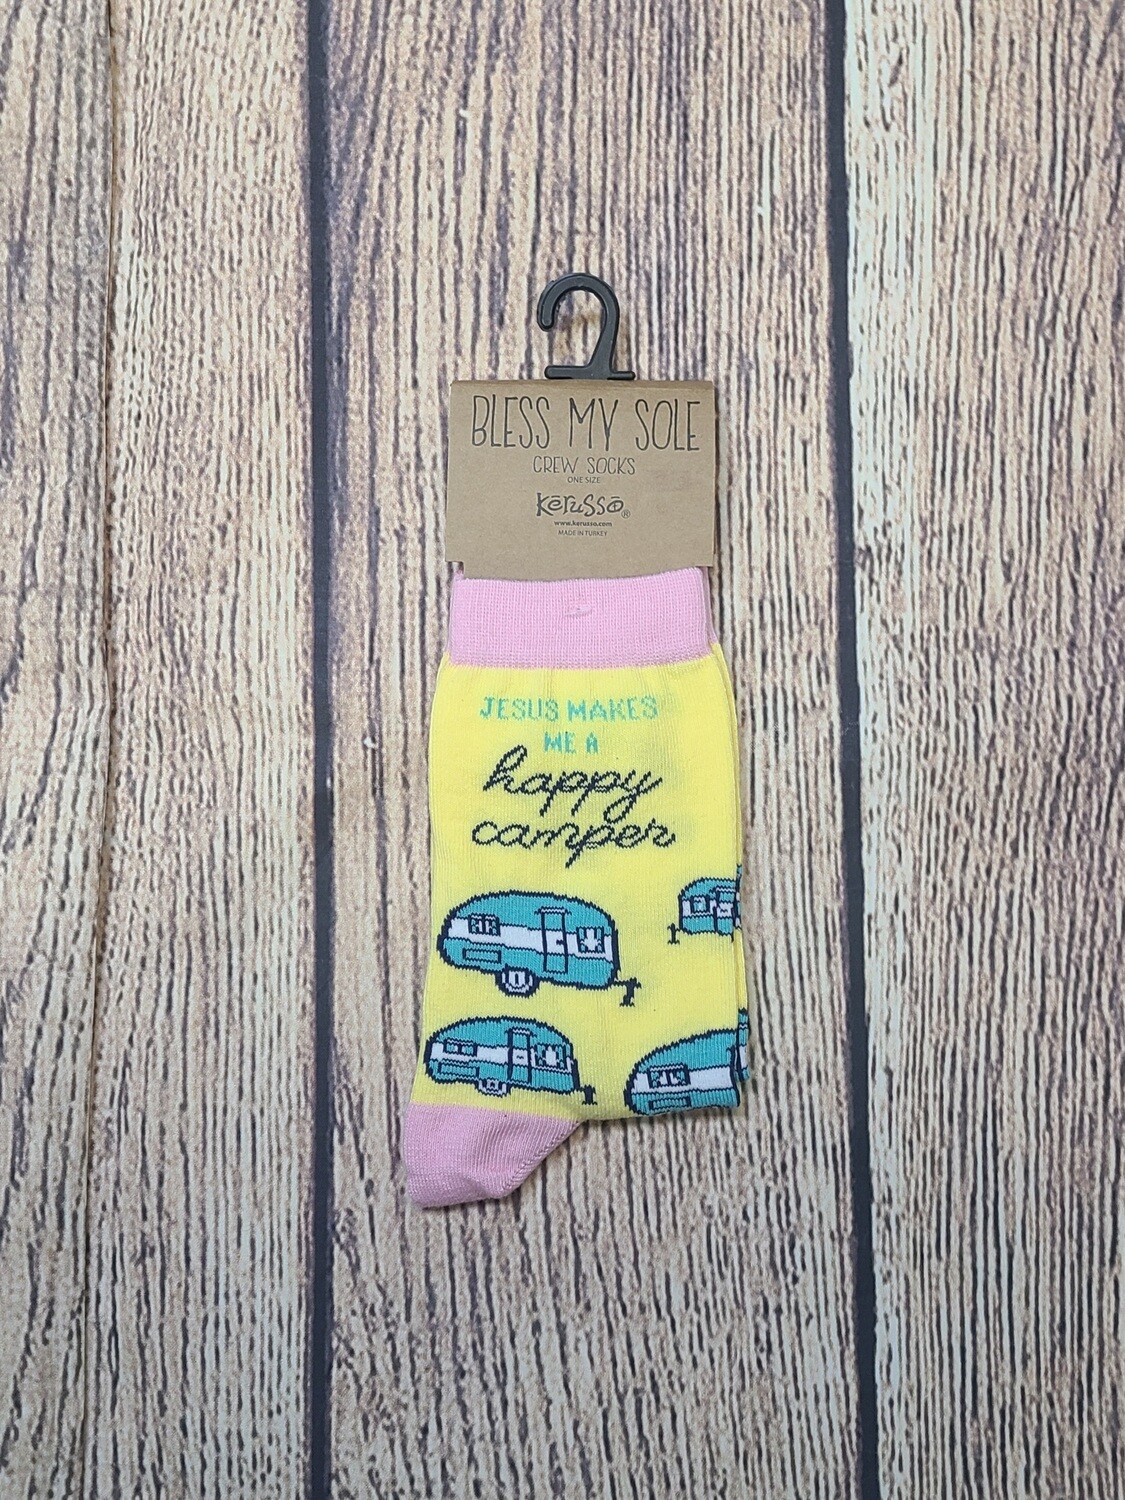 BLESS MY SOLE
CREW SOCKS
ONE SIZE
kerusso®
www.kerusso.com
MADE IN TURKEY
JESUS MAKES
ME A
happy
camper